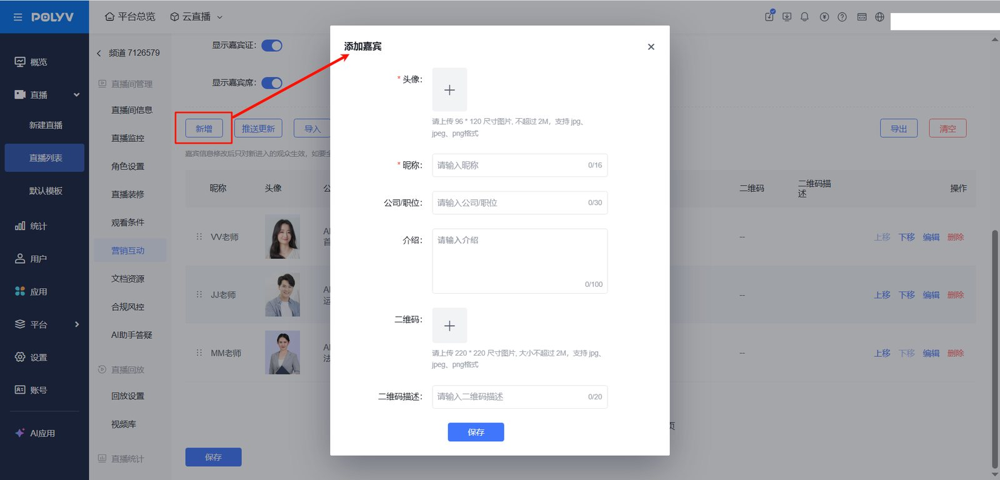 POLYV
平台总览
云直播
概览
直播
新建直播
直播列表
默认模板
统计
用户
应用
平台
设置
账号
AI应用
频道 7126579
直播间管理
直播间信息
直播监控
角色设置
直播装修
观看条件
营销互动
文档资源
合规风控
AI助手答疑
直播回放
回放设置
视频库
直播统计
显示嘉宾证：
显示嘉宾席：
新增
推送更新
导入
导出
清空
嘉宾信息修改后只对新进入的观众生效，如要全
昵称
头像
公
二维码
二维码描
述
操作
VV老师
AI
首
--
上移 下移 编辑 删除
JJ老师
AI
运
--
上移 下移 编辑 删除
MM老师
AI
法
--
上移 下移 编辑 删除
页
保存
添加嘉宾
* 头像：
请上传 96 * 120 尺寸图片, 不超过 2M，支持 jpg、
jpeg、png格式
* 昵称：
请输入昵称
0/16
公司/职位：
请输入公司/职位
0/30
介绍：
请输入介绍
0/100
二维码：
请上传 220 * 220 尺寸图片, 大小不超过 2M，支持 jpg、
jpeg、png格式
二维码描述：
请输入二维码描述
0/20
保存